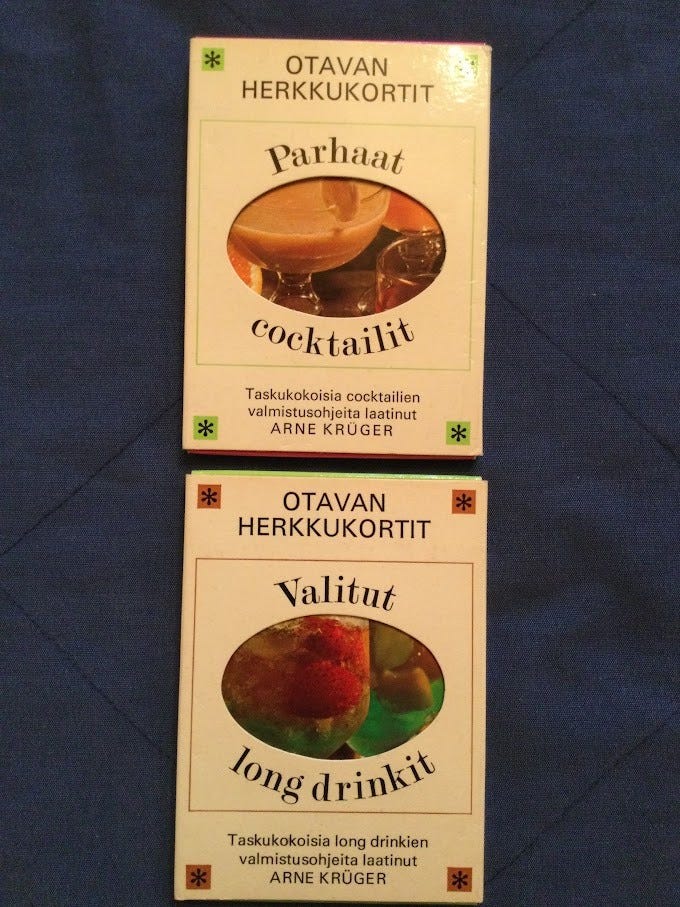 OTAVAN
HERKKUKORTIT
Parhaat
cocktailit
Taskukokoisia cocktailien
valmistusohjeita laatinut
ARNE KRÜGER
OTAVAN
HERKKUKORTIT
Valitut
long drinkit
Taskukokoisia long drinkien
valmistusohjeita laatinut
ARNE KRÜGER